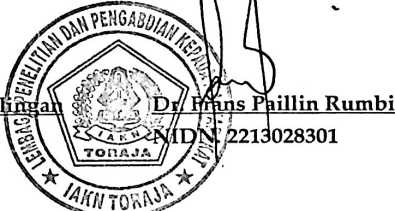 LEMBAGA PENELITIAN DAN PENGABDIAN KEPADA
IAKN
TORAJA
IAKN TORAJA
lingan
Dr. Frans Paillin Rumbi
NIDN. 2213028301